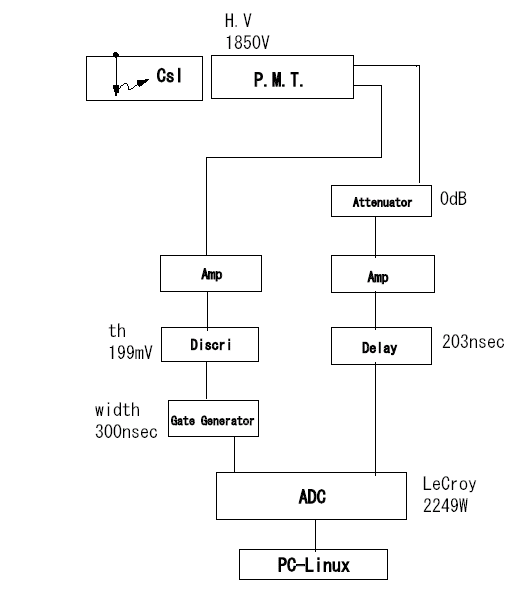 H.V
1850V
CsI
P.M.T.
Attenuator
0dB
Amp
Amp
th
199mV
Discri
Delay
203nsec
width
300nsec
Gate Generator
ADC
LeCroy
2249W
PC-Linux